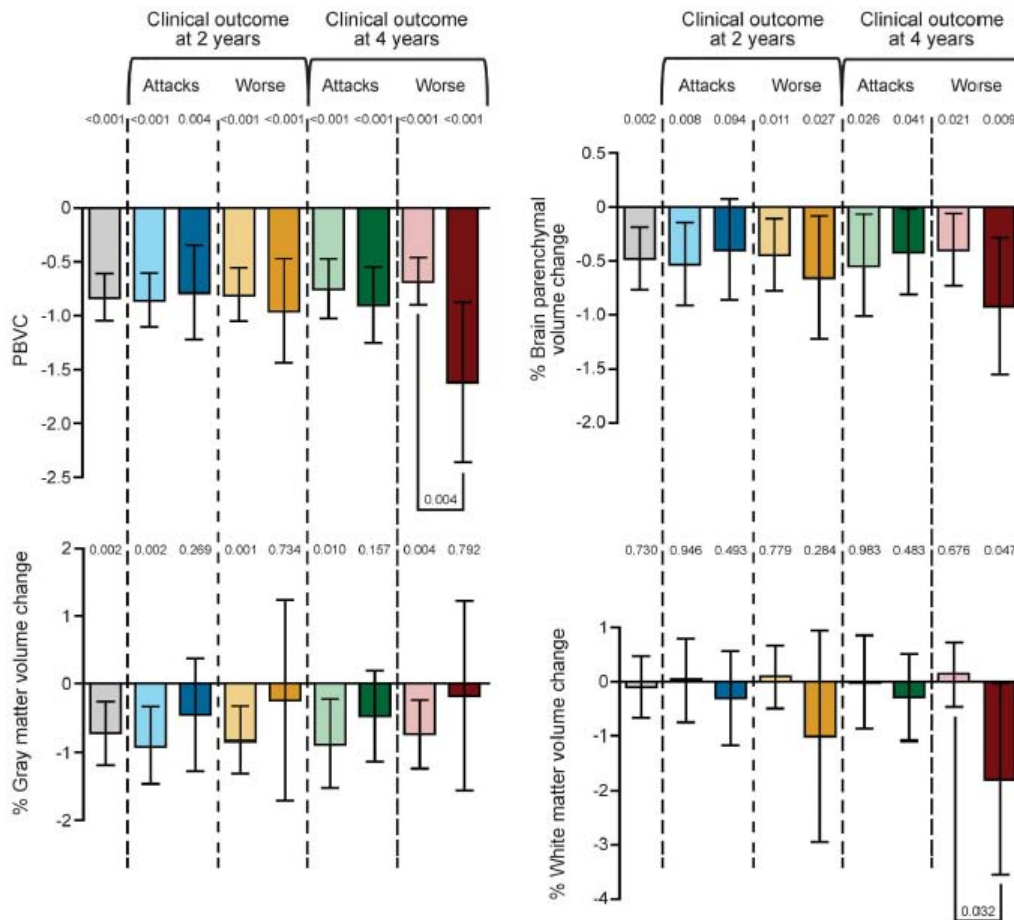 Clinical outcome at 2 years
Clinical outcome at 4 years
Attacks Worse Attacks Worse
<0.001 <0.001 0.004 <0.001 <0.001 <0.001 <0.001 <0.001 <0.001
PBVC
0
-0.5
-1.0
-1.5
-2.0
-2.5
0.004
Clinical outcome at 2 years
Clinical outcome at 4 years
Attacks Worse Attacks Worse
0.002 0.008 0.094 0.011 0.027 0.026 0.041 0.021 0.009
% Brain parenchymal
volume change
0.5
0
-0.5
-1.0
-1.5
-2.0
% Gray matter volume change
0.002 0.002 0.269 0.001 0.734 0.010 0.157 0.004 0.792
2
1
0
-1
-2
% White matter volume change
0.730 0.946 0.493 0.779 0.284 0.983 0.483 0.676 0.047
1
0
-1
-2
-3
-4
0.032